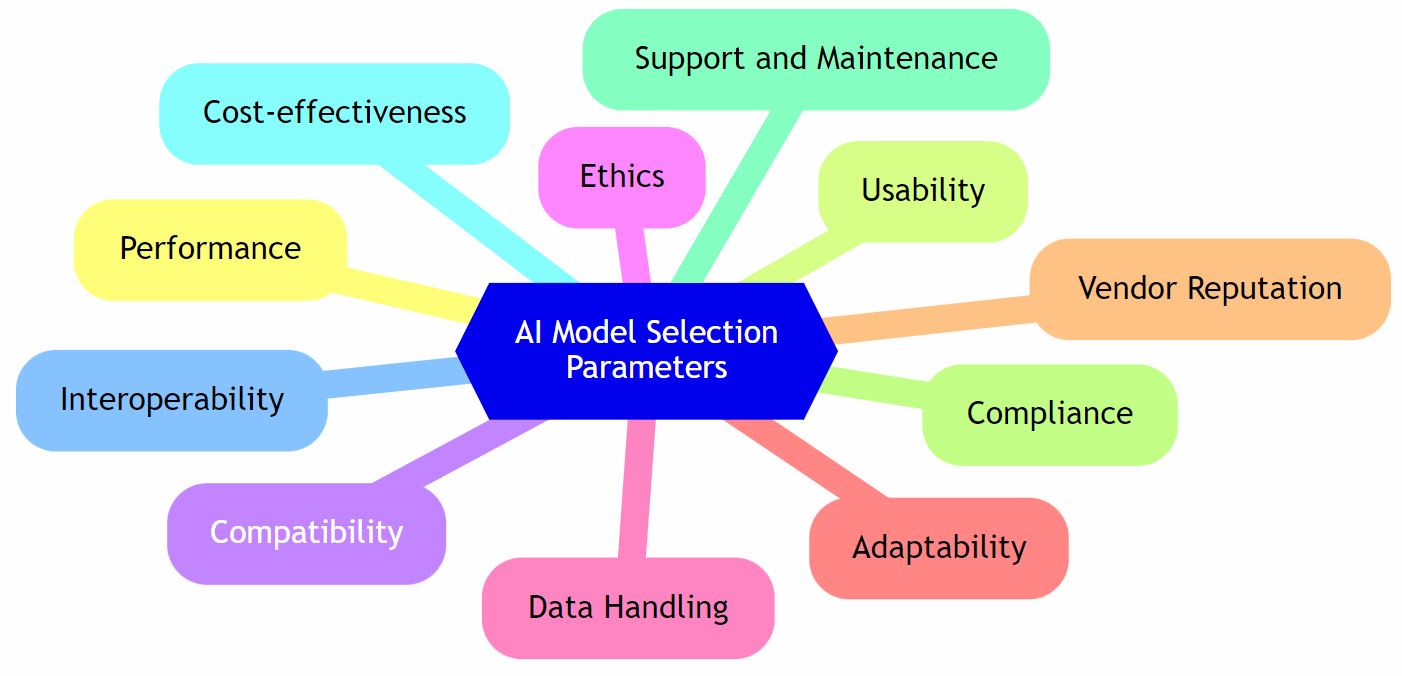 Support and Maintenance
Cost-effectiveness
Ethics
Usability
Performance
Vendor Reputation
AI Model Selection
Parameters
Interoperability
Compliance
Compatibility
Adaptability
Data Handling